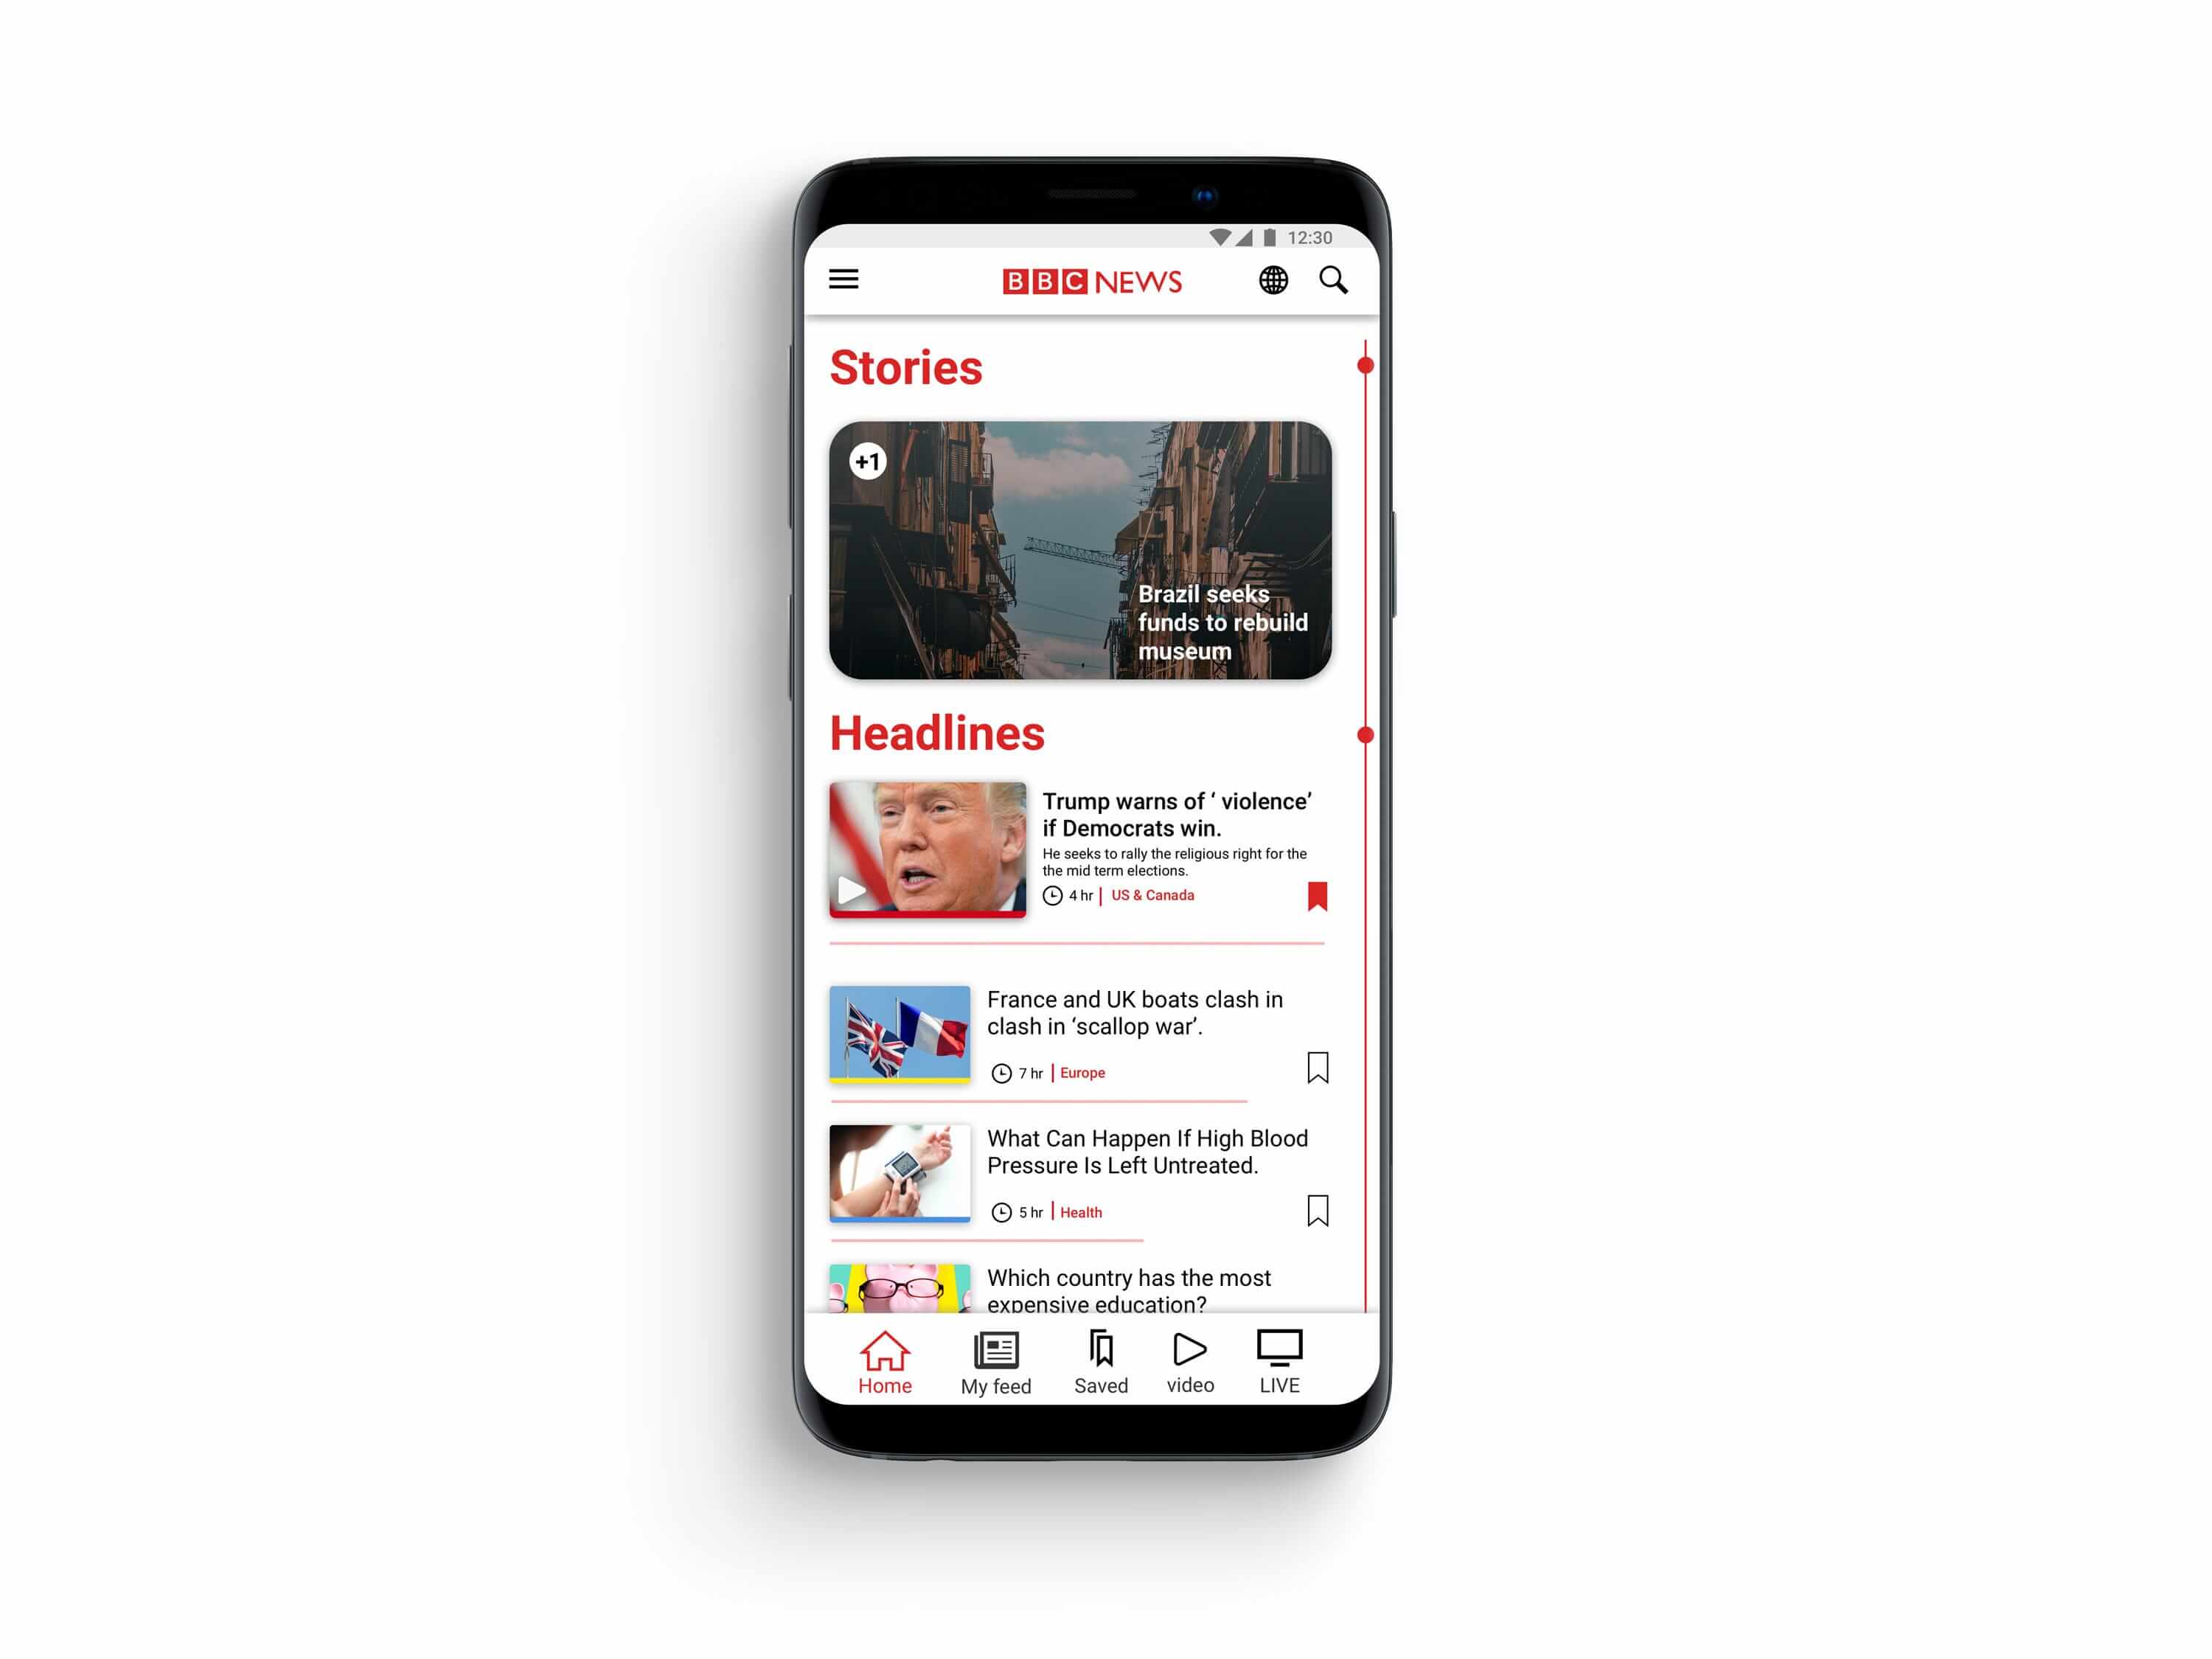 12:30
BBC NEWS
Stories
+1
Brazil seeks
funds to rebuild
museum
Headlines
Trump warns of ‘ violence’
if Democrats win.
He seeks to rally the religious right for the
the mid term elections.
4 hr | US & Canada
France and UK boats clash in
clash in ‘scallop war’.
7 hr | Europe
What Can Happen If High Blood
Pressure Is Left Untreated.
5 hr | Health
Which country has the most
expensive education?
Home My feed Saved video LIVE